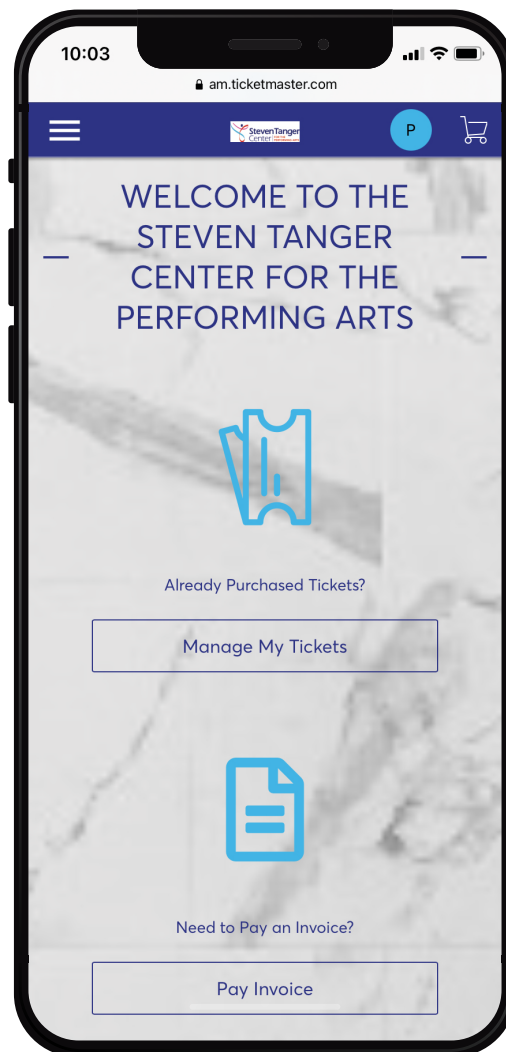 10:03
am.ticketmaster.com
StevenTanger
Center
P
WELCOME TO THE
STEVEN TANGER
CENTER FOR THE
PERFORMING ARTS
Already Purchased Tickets?
Manage My Tickets
Need to Pay an Invoice?
Pay Invoice